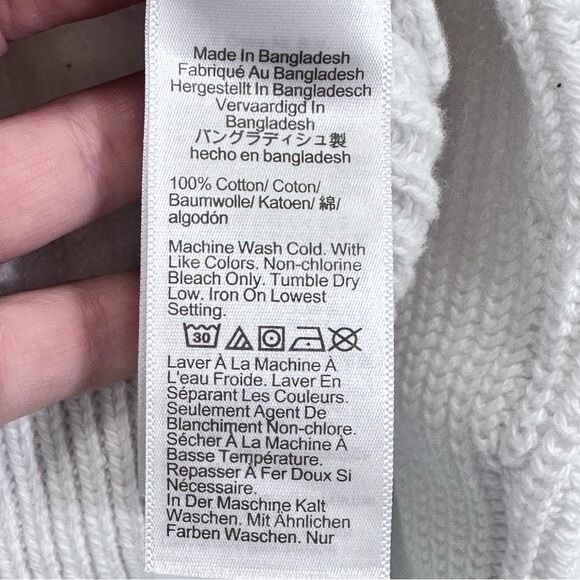 Made In Bangladesh
Fabriqué Au Bangladesh
Hergestellt In Bangladesch
Vervaardigd In
Bangladesh
バングラディシュ製
hecho en bangladesh
100% Cotton/ Coton/
Baumwolle/ Katoen/ 綿/
algodón
Machine Wash Cold. With
Like Colors. Non-chlorine
Bleach Only. Tumble Dry
Low. Iron On Lowest
Setting.
30
Laver À La Machine À
L'eau Froide. Laver En
Séparant Les Couleurs.
Seulement Agent De
Blanchiment Non-chlore.
Sécher À La Machine À
Basse Température.
Repasser À Fer Doux Si
Nécessaire.
In Der Maschine Kalt
Waschen. Mit Ähnlichen
Farben Waschen. Nur